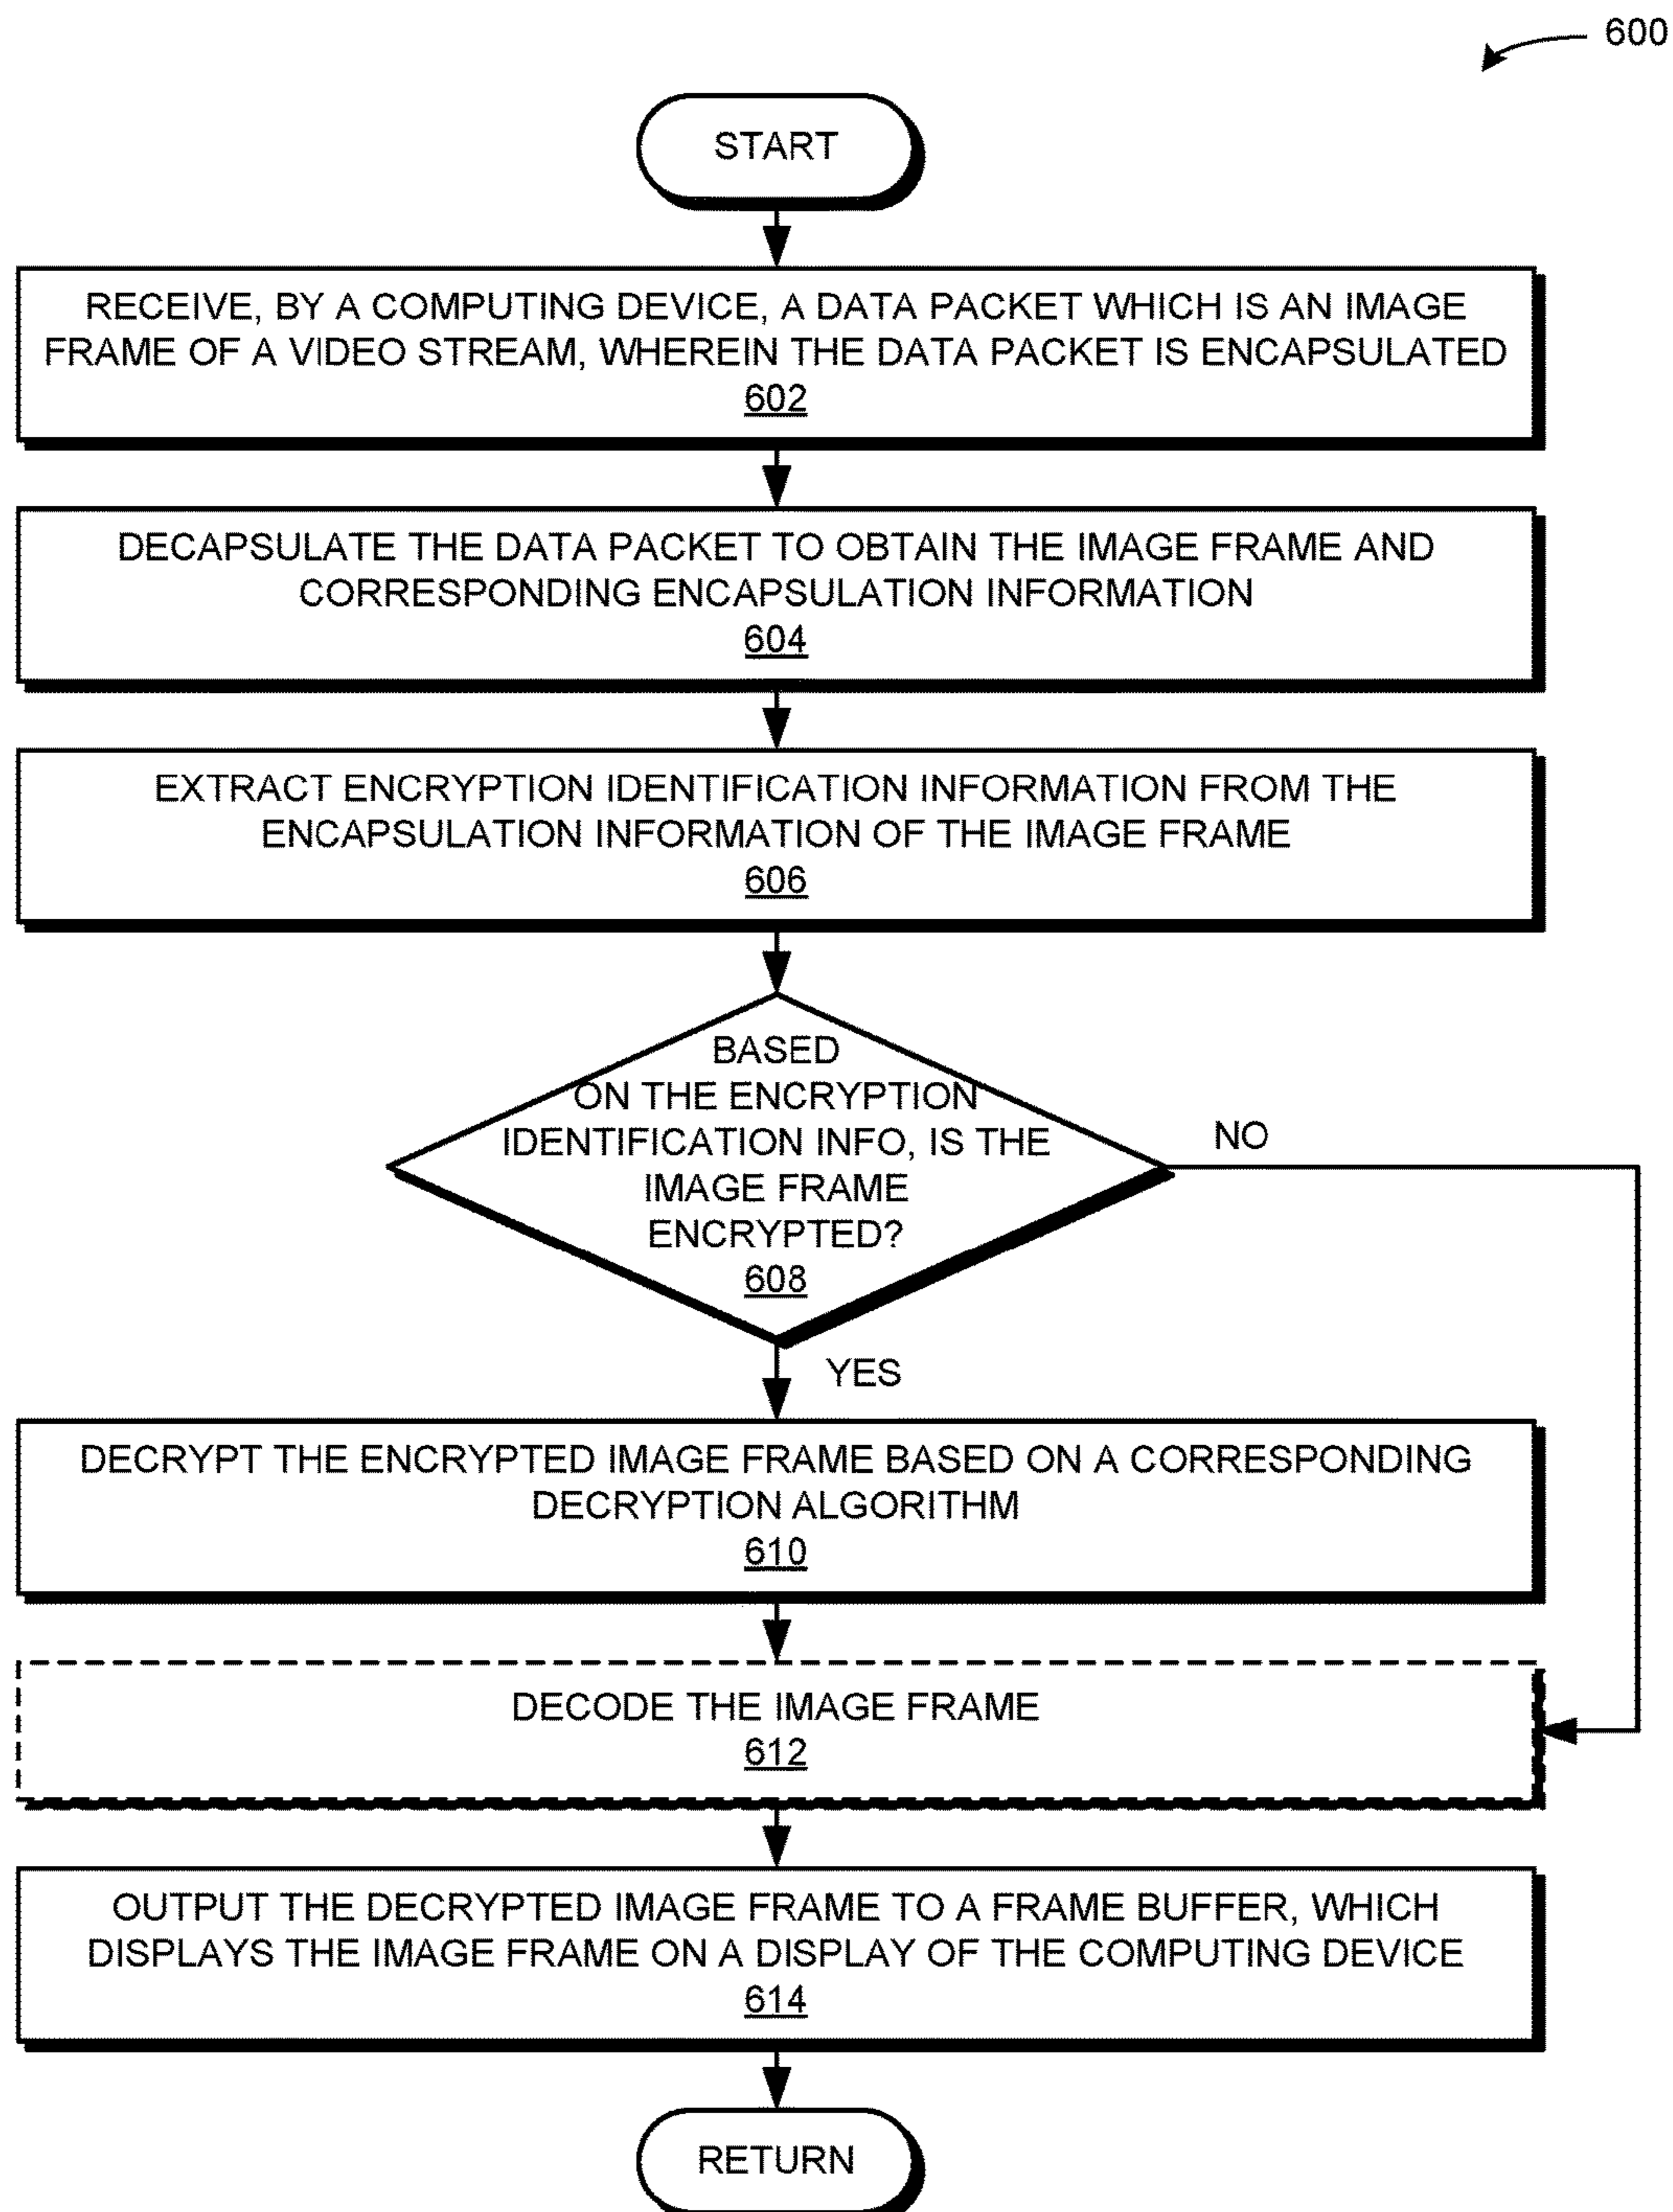 600
START
RECEIVE, BY A COMPUTING DEVICE, A DATA PACKET WHICH IS AN IMAGE
FRAME OF A VIDEO STREAM, WHEREIN THE DATA PACKET IS ENCAPSULATED
602
DECAPSULATE THE DATA PACKET TO OBTAIN THE IMAGE FRAME AND
CORRESPONDING ENCAPSULATION INFORMATION
604
EXTRACT ENCRYPTION IDENTIFICATION INFORMATION FROM THE
ENCAPSULATION INFORMATION OF THE IMAGE FRAME
606
BASED
ON THE ENCRYPTION
IDENTIFICATION INFO, IS THE
IMAGE FRAME
ENCRYPTED?
608
NO
YES
DECRYPT THE ENCRYPTED IMAGE FRAME BASED ON A CORRESPONDING
DECRYPTION ALGORITHM
610
DECODE THE IMAGE FRAME
612
OUTPUT THE DECRYPTED IMAGE FRAME TO A FRAME BUFFER, WHICH
DISPLAYS THE IMAGE FRAME ON A DISPLAY OF THE COMPUTING DEVICE
614
RETURN